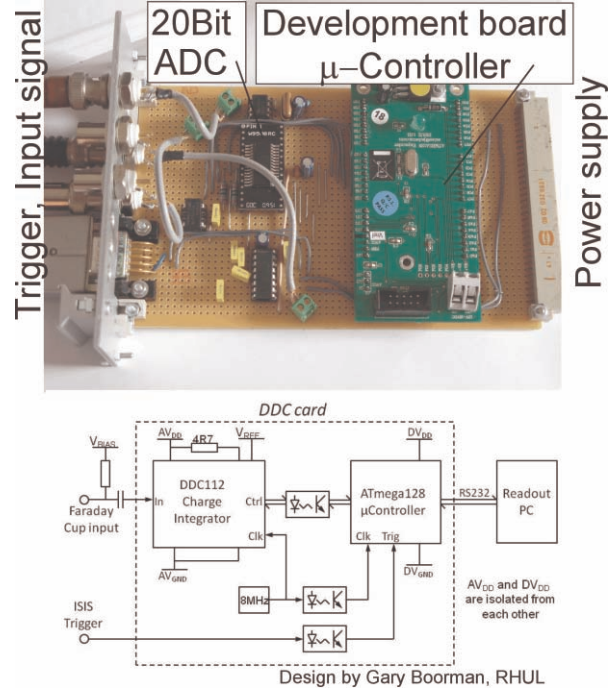 20Bit
ADC
Development board
μ-Controller
Trigger, Input signal
Power supply
18
DDC card
V_BIAS
AV_DD
4R7
V_REF
DV_DD
DDC112
Charge
Integrator
In
Ctrl
Clk
ATmega128
μController
Clk Trig
RS232
Readout
PC
Faraday
Cup input
AV_GND
DV_GND
8MHz
ISIS
Trigger
AV_DD and DV_DD
are isolated from
each other
Design by Gary Boorman, RHUL